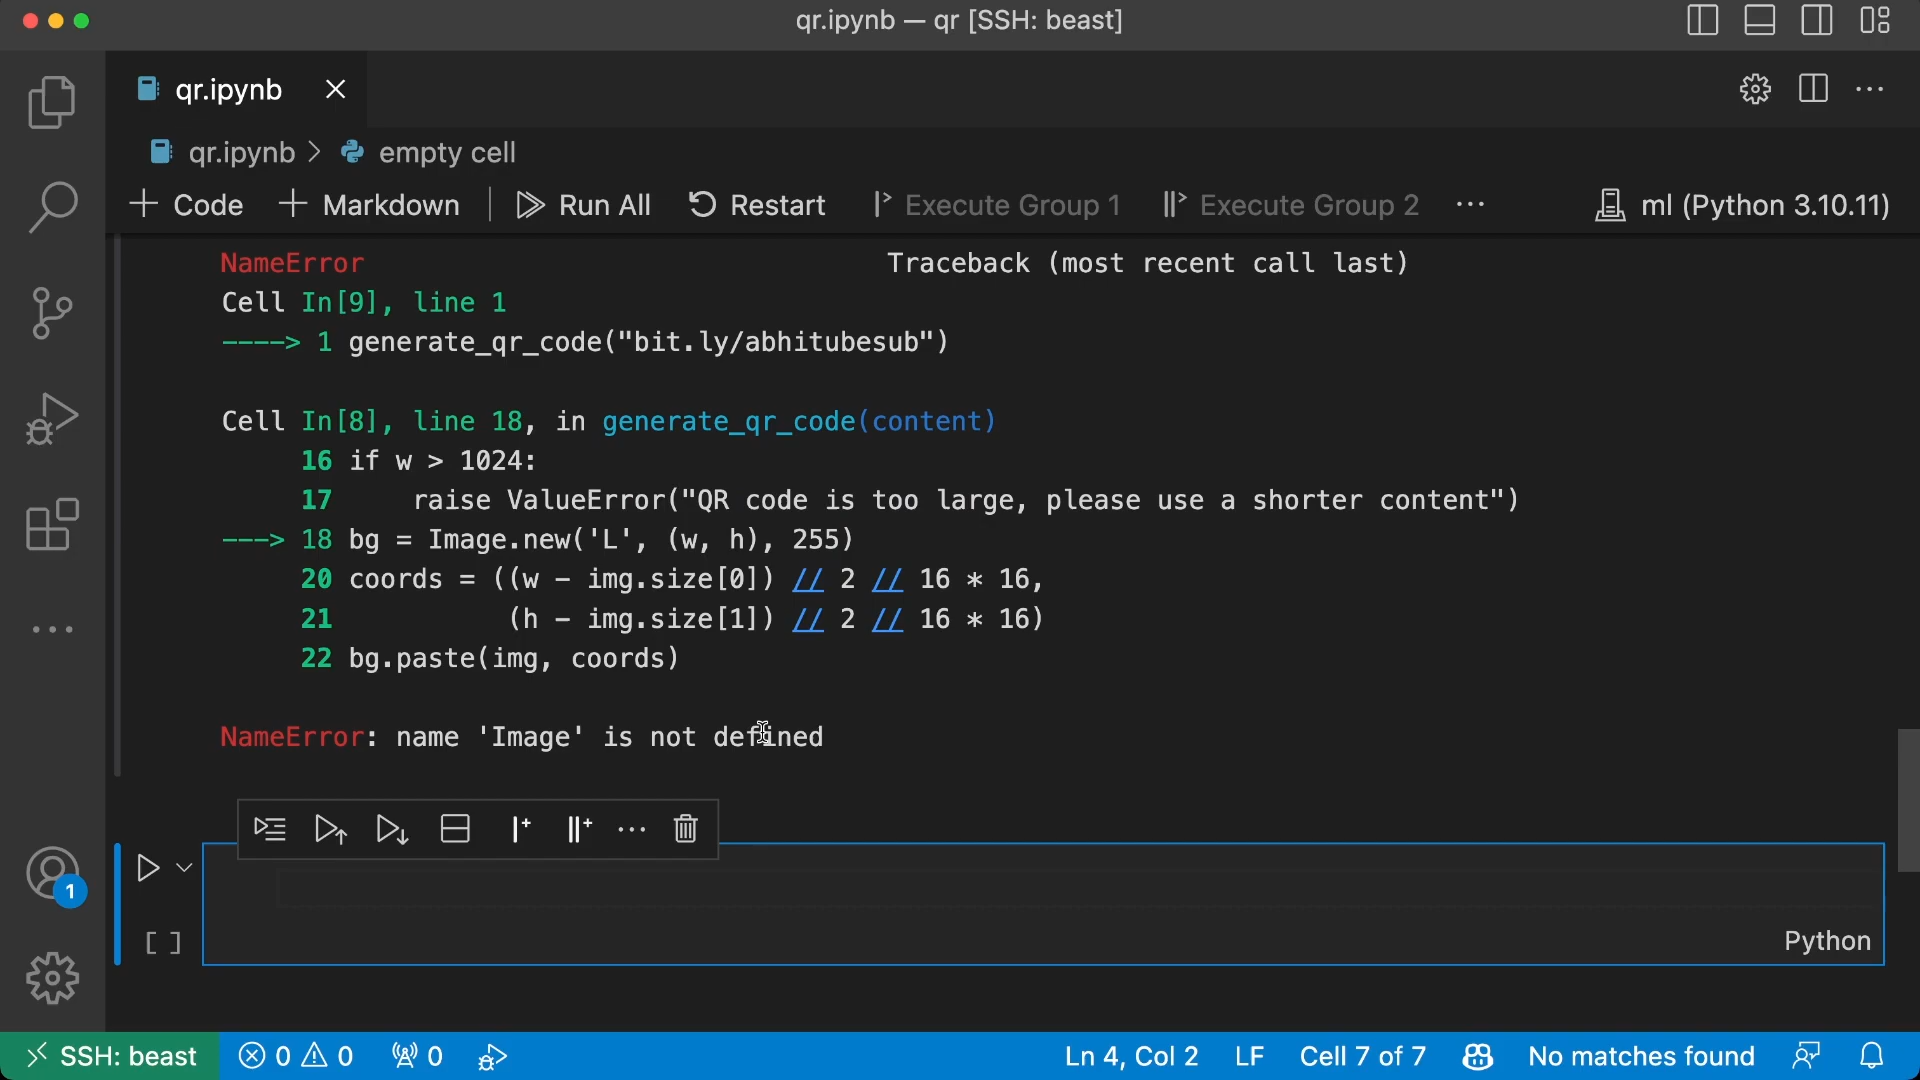 qr.ipynb — qr [SSH: beast]
qr.ipynb
qr.ipynb > empty cell
Code Markdown Run All Restart Execute Group 1 Execute Group 2 ··· ml (Python 3.10.11)
NameError Traceback (most recent call last)
Cell In[9], line 1
----> 1 generate_qr_code("bit.ly/abhitubesub")
Cell In[8], line 18, in generate_qr_code(content)
16 if w > 1024:
17 raise ValueError("QR code is too large, please use a shorter content")
---> 18 bg = Image.new('L', (w, h), 255)
20 coords = ((w - img.size[0]) // 2 // 16 * 16,
21 (h - img.size[1]) // 2 // 16 * 16)
22 bg.paste(img, coords)
NameError: name 'Image' is not defined
1
[ ]
Python
SSH: beast 0 0 0 Ln 4, Col 2 LF Cell 7 of 7 No matches found